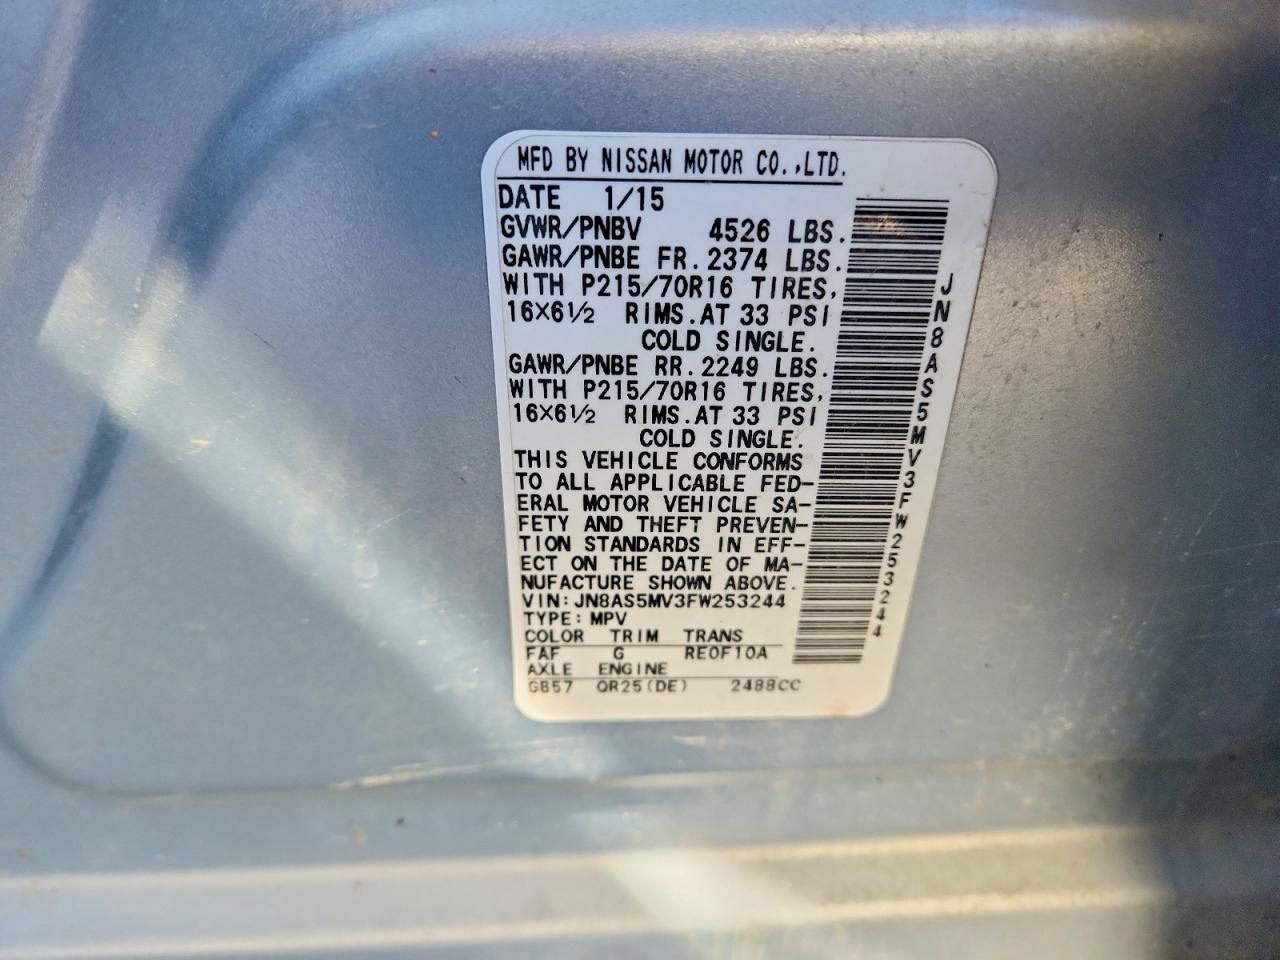 MFD BY NISSAN MOTOR CO.,LTD.
DATE 1/15
GVWR/PNBV 4526 LBS.
GAWR/PNBE FR. 2374 LBS.
WITH P215/70R16 TIRES,
16X6½ RIMS. AT 33 PSI
COLD SINGLE.
GAWR/PNBE RR. 2249 LBS.
WITH P215/70R16 TIRES,
16X6½ RIMS. AT 33 PSI
COLD SINGLE.
THIS VEHICLE CONFORMS
TO ALL APPLICABLE FED-
ERAL MOTOR VEHICLE SA-
FETY AND THEFT PREVEN-
TION STANDARDS IN EFF-
ECT ON THE DATE OF MA-
NUFACTURE SHOWN ABOVE.
VIN: JN8AS5MV3FW253244
TYPE: MPV
COLOR TRIM TRANS
FAF G RE0F10A
AXLE ENGINE
GB57 QR25(DE) 2488CC
JN8AS5MV3FW253244